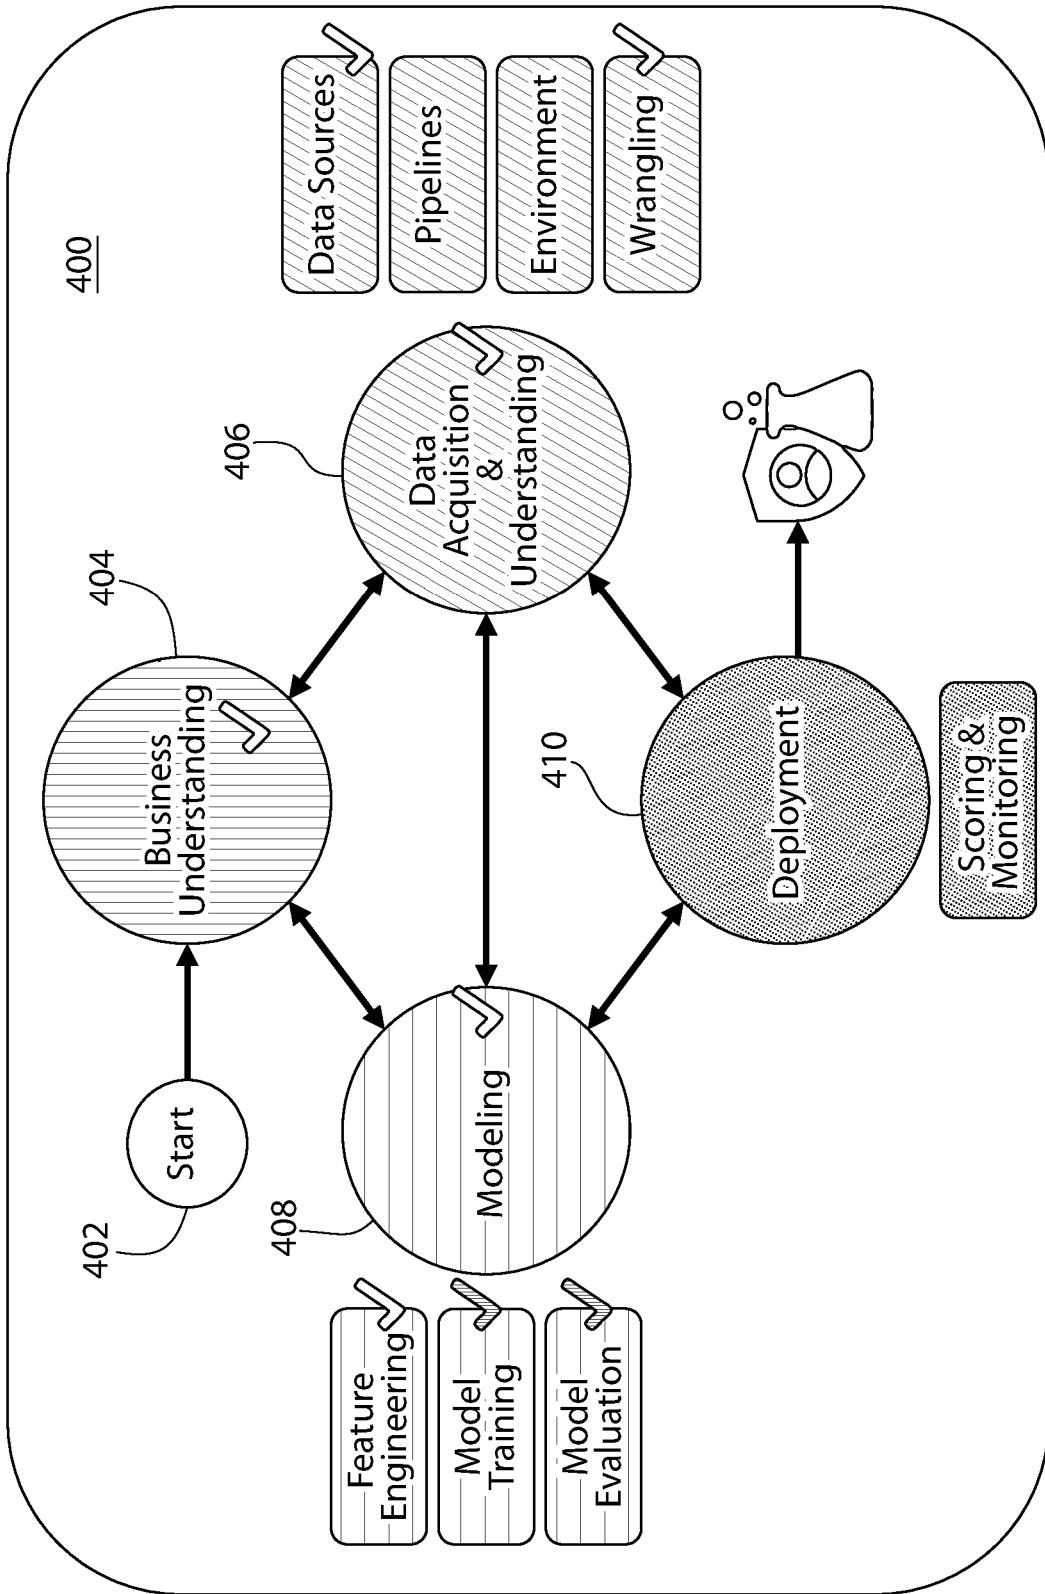 400
402
Start
404
Business
Understanding
406
Data
Acquisition
&
Understanding
Data Sources
Pipelines
Environment
Wrangling
408
Modeling
Feature
Engineering
Model
Training
Model
Evaluation
410
Deployment
Scoring &
Monitoring